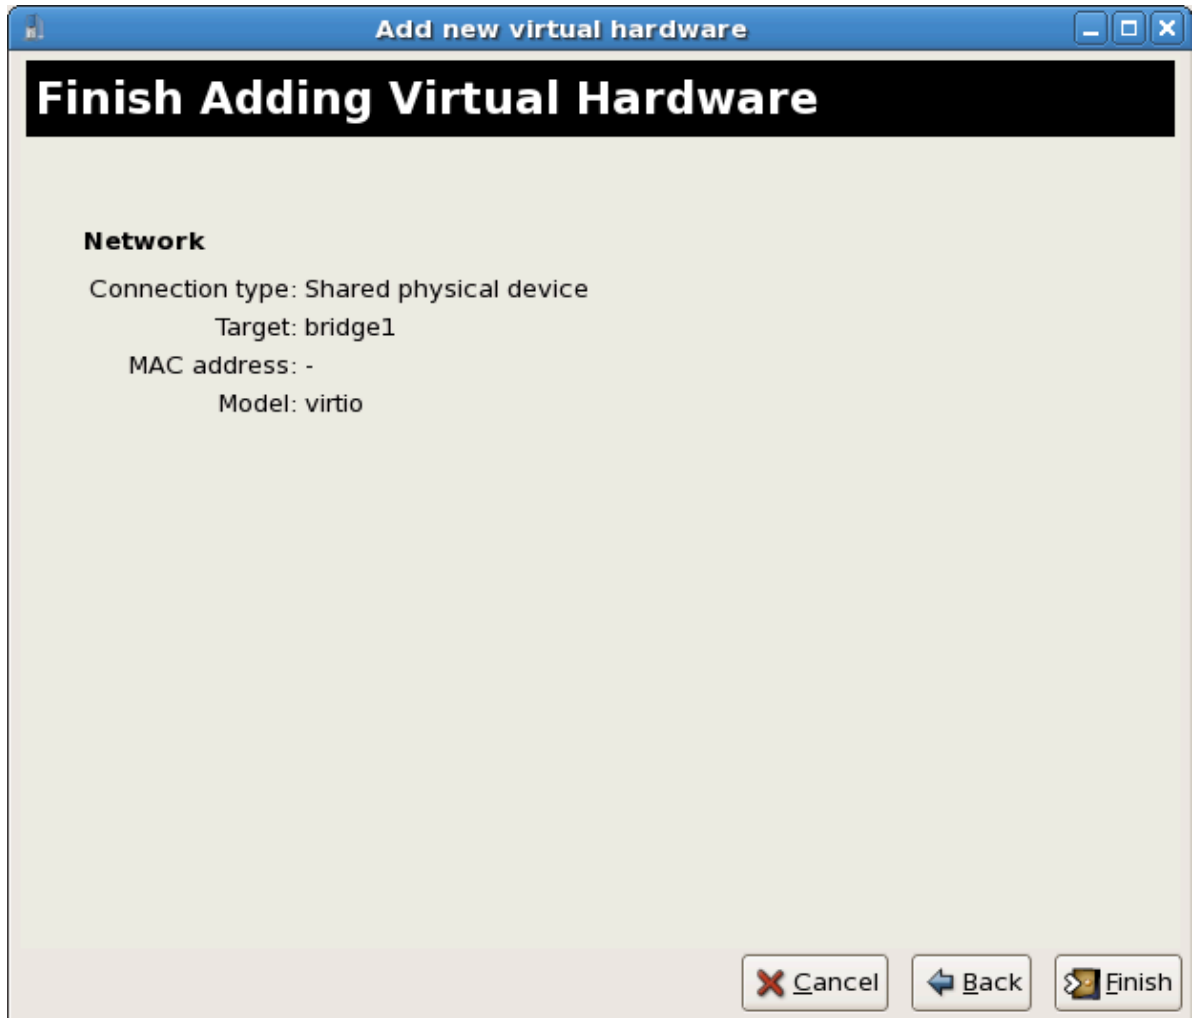 Add new virtual hardware
Finish Adding Virtual Hardware
Network
Connection type: Shared physical device
Target: bridge1
MAC address: -
Model: virtio
Cancel Back Finish